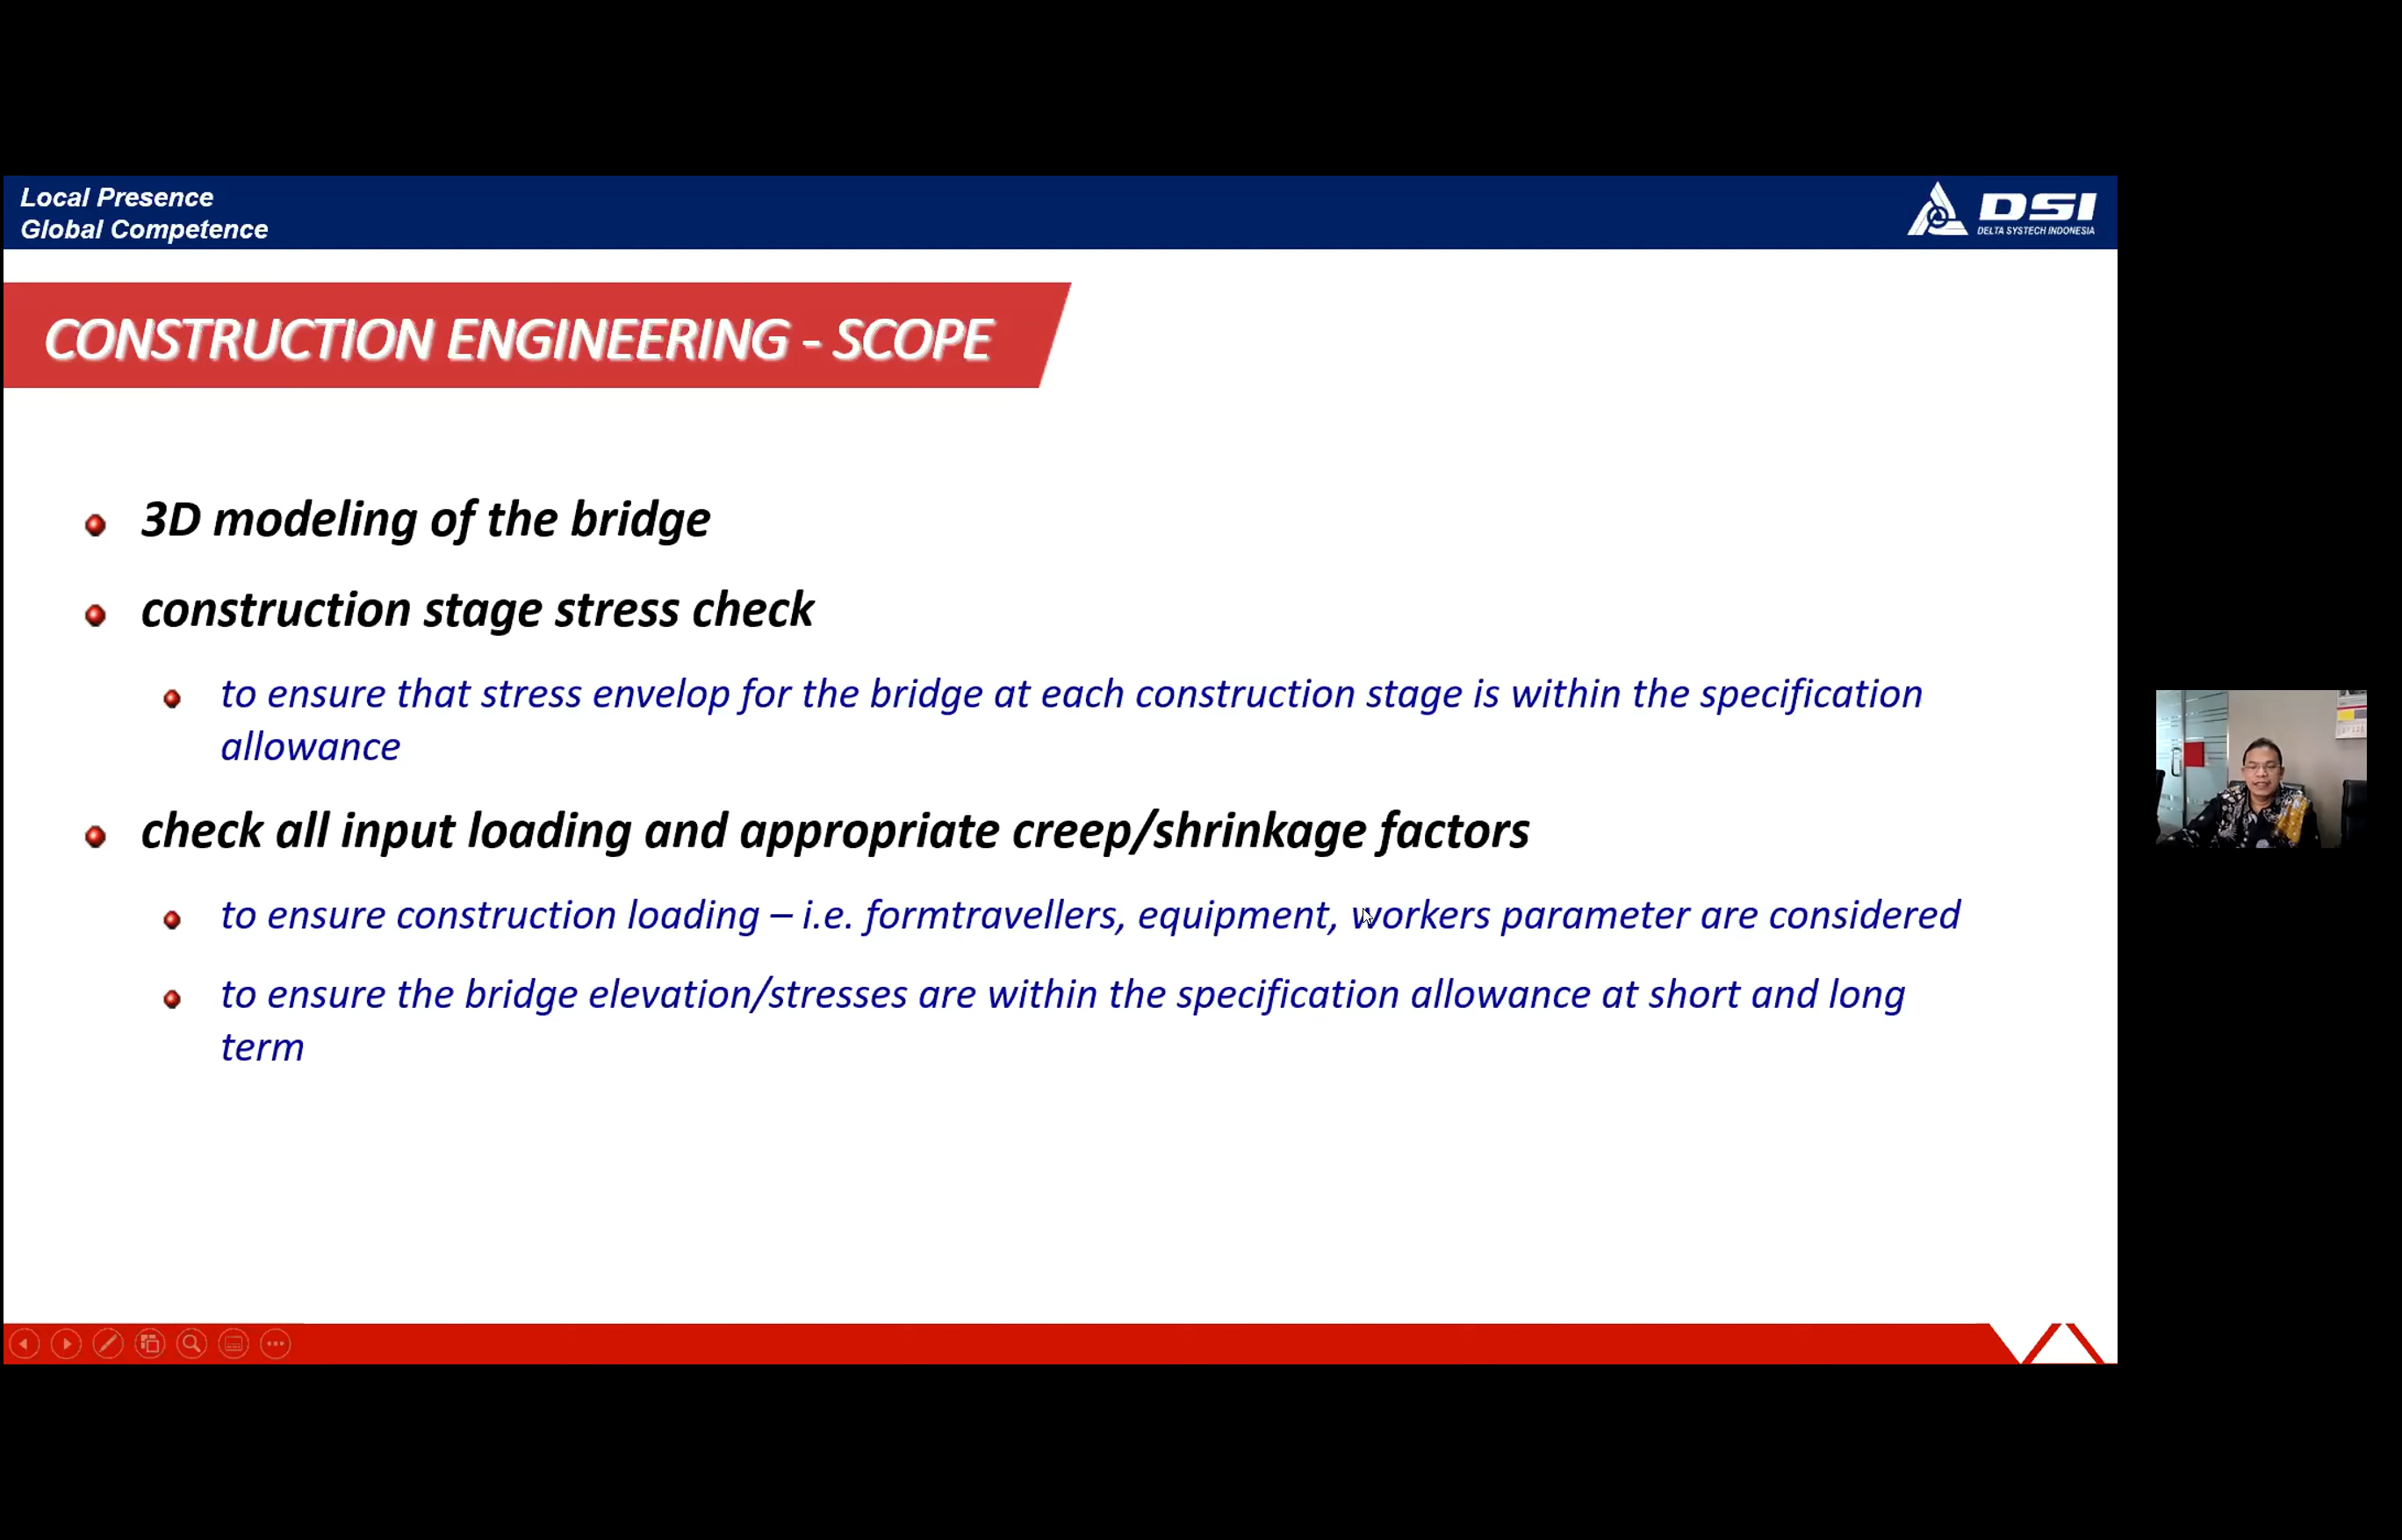 Local Presence
Global Competence
DSI
DELTA SYSTECH INDONESIA
CONSTRUCTION ENGINEERING - SCOPE
3D modeling of the bridge
construction stage stress check
to ensure that stress envelop for the bridge at each construction stage is within the specification
allowance
check all input loading and appropriate creep/shrinkage factors
to ensure construction loading – i.e. formtravellers, equipment, workers parameter are considered
to ensure the bridge elevation/stresses are within the specification allowance at short and long
term